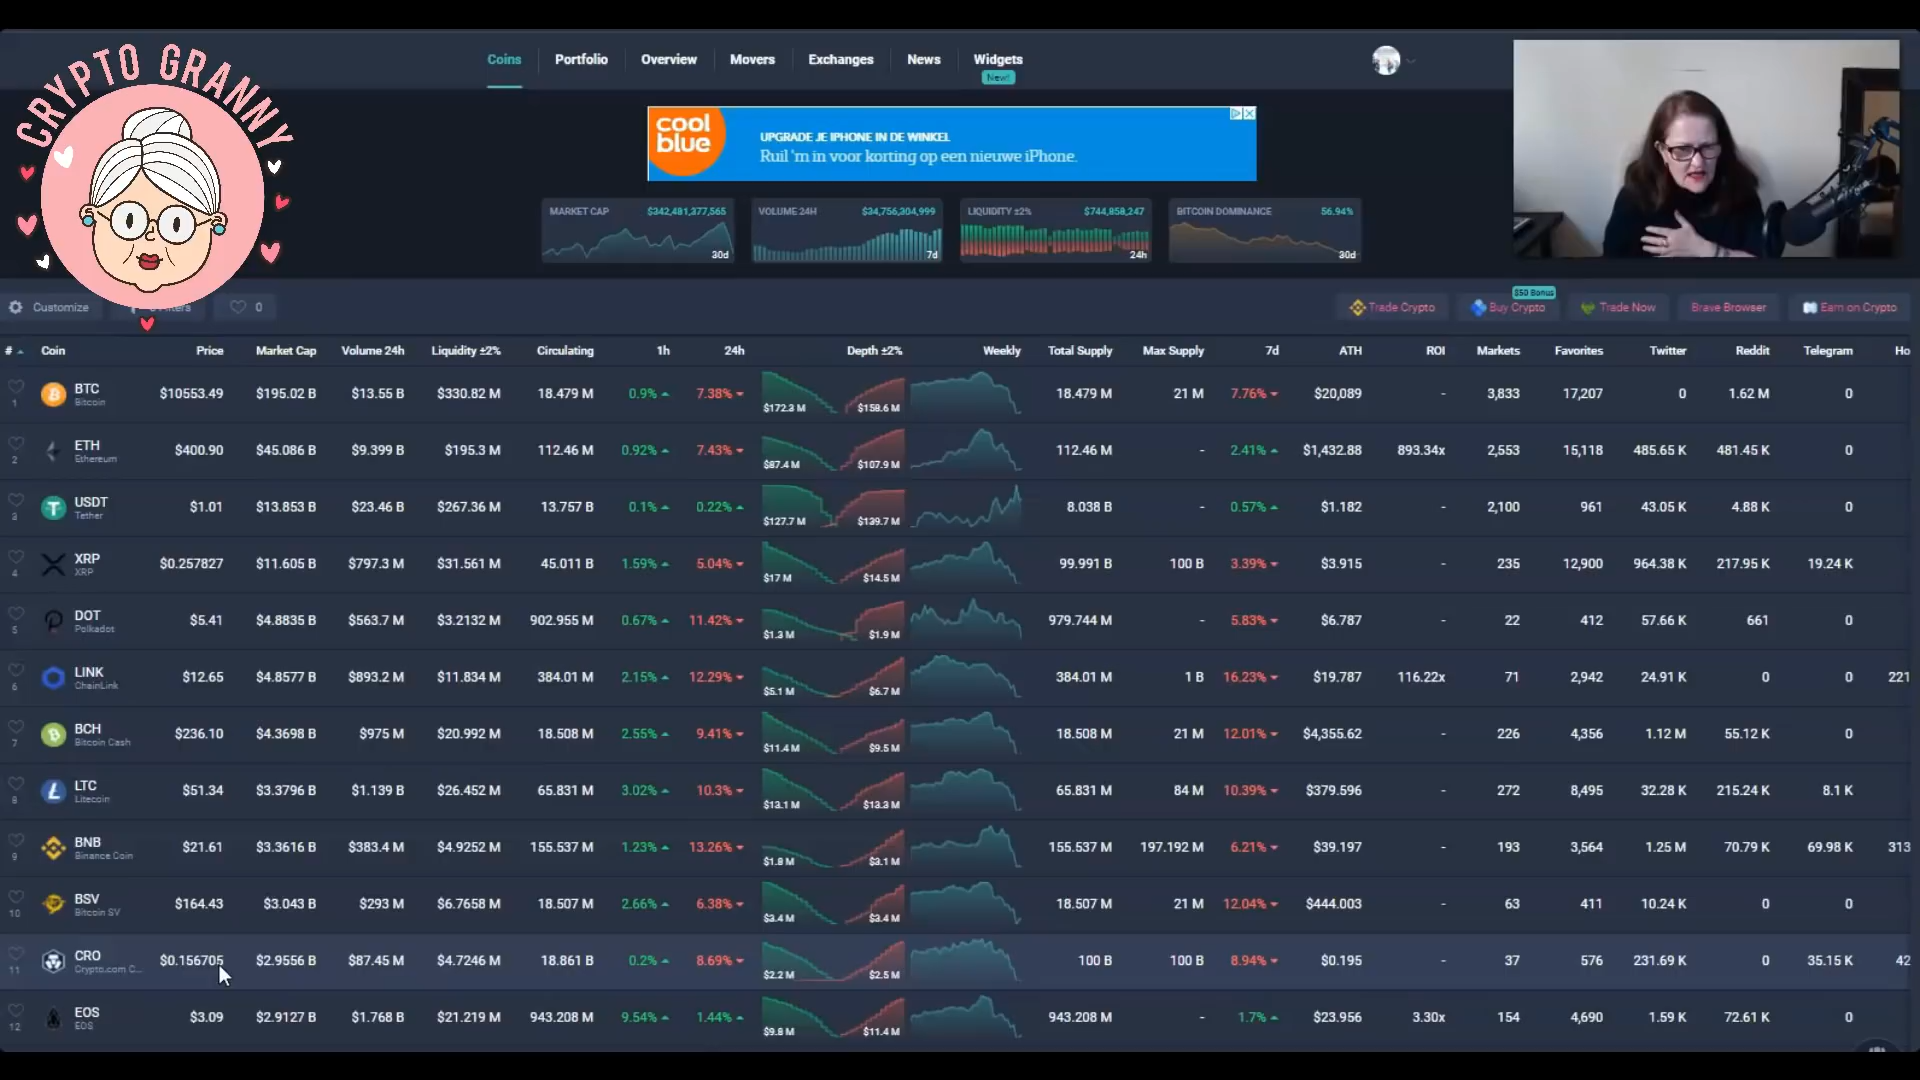 CRYPTO GRANNY
Coins Portfolio Overview Movers Exchanges News Widgets
New!
cool
blue
UPGRADE JE IPHONE IN DE WINKEL
Ruil 'm in voor korting op een nieuwe iPhone.
MARKET CAP $342,481,377,565 VOLUME 24H $34,756,304,999 LIQUIDITY ±2% $744,858,247 BITCOIN DOMINANCE 56.94%
30d 7d 24h 30d
$50 Bonus
Customize 0 Trade Crypto Buy Crypto Trade Now Brave Browser Earn on Crypto
# Coin Price Market Cap Volume 24h Liquidity ±2% Circulating 1h 24h Depth ±2% Weekly Total Supply Max Supply 7d ATH ROI Markets Favorites Twitter Reddit Telegram Ho
1 BTC $10553.49 $195.02 B $13.55 B $330.82 M 18.479 M 0.9% 7.38% 18.479 M 21 M 7.76% $20,089 - 3,833 17,207 0 1.62 M 0
Bitcoin $172.3 M $158.6 M
2 ETH $400.90 $45.086 B $9.399 B $195.3 M 112.46 M 0.92% 7.43% 112.46 M - 2.41% $1,432.88 893.34x 2,553 15,118 485.65 K 481.45 K 0
Ethereum $87.4 M $107.9 M
3 USDT $1.01 $13.853 B $23.46 B $267.36 M 13.757 B 0.1% 0.22% 8.038 B - 0.57% $1.182 - 2,100 961 43.05 K 4.88 K 0
Tether $127.7 M $139.7 M
4 XRP $0.257827 $11.605 B $797.3 M $31.561 M 45.011 B 1.59% 5.04% 99.991 B 100 B 3.39% $3.915 - 235 12,900 964.38 K 217.95 K 19.24 K
XRP $17 M $14.5 M
5 DOT $5.41 $4.8835 B $563.7 M $3.2132 M 902.955 M 0.67% 11.42% 979.744 M - 5.83% $6.787 - 22 412 57.66 K 661 0
Polkadot $1.3 M $1.9 M
6 LINK $12.65 $4.8577 B $893.2 M $11.834 M 384.01 M 2.15% 12.29% 384.01 M 1 B 16.23% $19.787 116.22x 71 2,942 24.91 K 0 0 221
ChainLink $5.1 M $6.7 M
7 BCH $236.10 $4.3698 B $975 M $20.992 M 18.508 M 2.55% 9.41% 18.508 M 21 M 12.01% $4,355.62 - 226 4,356 1.12 M 55.12 K 0
Bitcoin Cash $11.4 M $9.5 M
8 LTC $51.34 $3.3796 B $1.139 B $26.452 M 65.831 M 3.02% 10.3% 65.831 M 84 M 10.39% $379.596 - 272 8,495 32.28 K 215.24 K 8.1 K
Litecoin $13.1 M $13.3 M
9 BNB $21.61 $3.3616 B $383.4 M $4.9252 M 155.537 M 1.23% 13.26% 155.537 M 197.192 M 6.21% $39.197 - 193 3,564 1.25 M 70.79 K 69.98 K 313
Binance Coin $1.8 M $3.1 M
10 BSV $164.43 $3.043 B $293 M $6.7658 M 18.507 M 2.66% 6.38% 18.507 M 21 M 12.04% $444.003 - 63 411 10.24 K 0 0
Bitcoin SV $3.4 M $3.4 M
11 CRO $0.156705 $2.9556 B $87.45 M $4.7246 M 18.861 B 0.2% 8.69% 100 B 100 B 8.94% $0.195 - 37 576 231.69 K 0 35.15 K 42
Crypto.com C... $2.2 M $2.5 M
12 EOS $3.09 $2.9127 B $1.768 B $21.219 M 943.208 M 9.54% 1.44% 943.208 M - 1.7% $23.956 3.30x 154 4,690 1.59 K 72.61 K 0
EOS $9.8 M $11.4 M